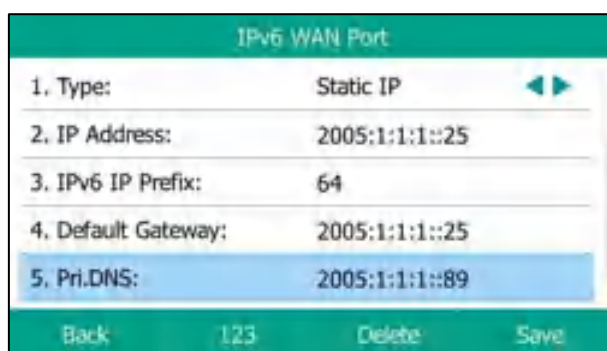 IPv6 WAN Port
1. Type: Static IP
2. IP Address: 2005:1:1:1::25
3. IPv6 IP Prefix: 64
4. Default Gateway: 2005:1:1:1::25
5. Pri.DNS: 2005:1:1:1::89
Back 123 Delete Save